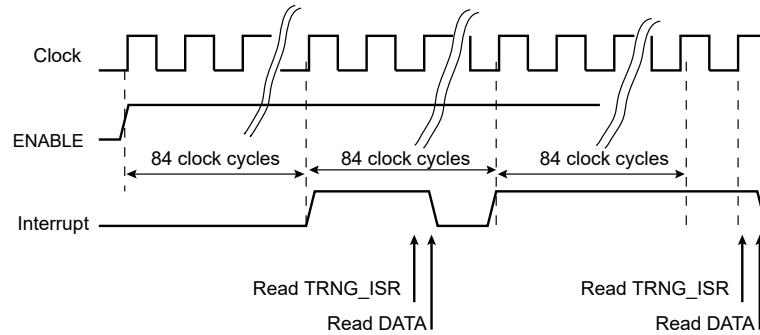 Clock
ENABLE
84 clock cycles 84 clock cycles 84 clock cycles
Interrupt
Read TRNG_ISR Read TRNG_ISR
Read DATA Read DATA